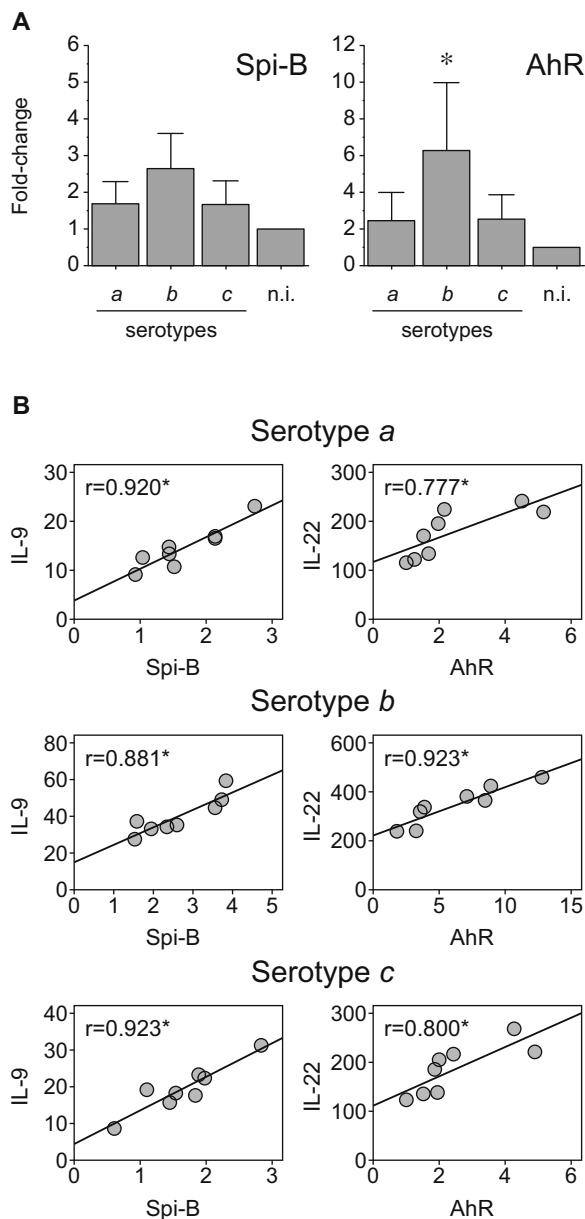 A
Spi-B
AhR
*
Fold-change
6
5
4
3
2
1
0
12
10
8
6
4
2
0
a b c n.i.
serotypes
a b c n.i.
serotypes
B
Serotype a
r=0.920*
IL-9
30
20
10
0
0 1 2 3
Spi-B
r=0.777*
IL-22
300
200
100
0
0 2 4 6
AhR
Serotype b
r=0.881*
IL-9
80
60
40
20
0
0 1 2 3 4 5
Spi-B
r=0.923*
IL-22
600
400
200
0
0 5 10 15
AhR
Serotype c
r=0.923*
IL-9
40
30
20
10
0
0 1 2 3
Spi-B
r=0.800*
IL-22
300
200
100
0
0 2 4 6
AhR